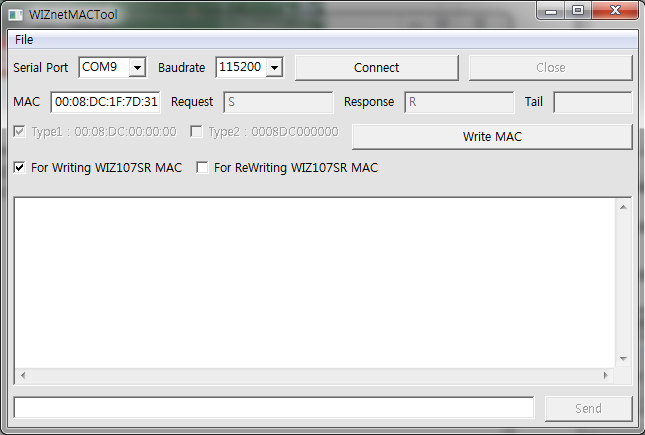 WIZnetMACTool
File
Serial Port COM9 Baudrate 115200 Connect Close
MAC 00:08:DC:1F:7D:31 Request S Response R Tail
Type1 : 00:08:DC:00:00:00 Type2 : 0008DC000000 Write MAC
For Writing WIZ107SR MAC For ReWriting WIZ107SR MAC
Send